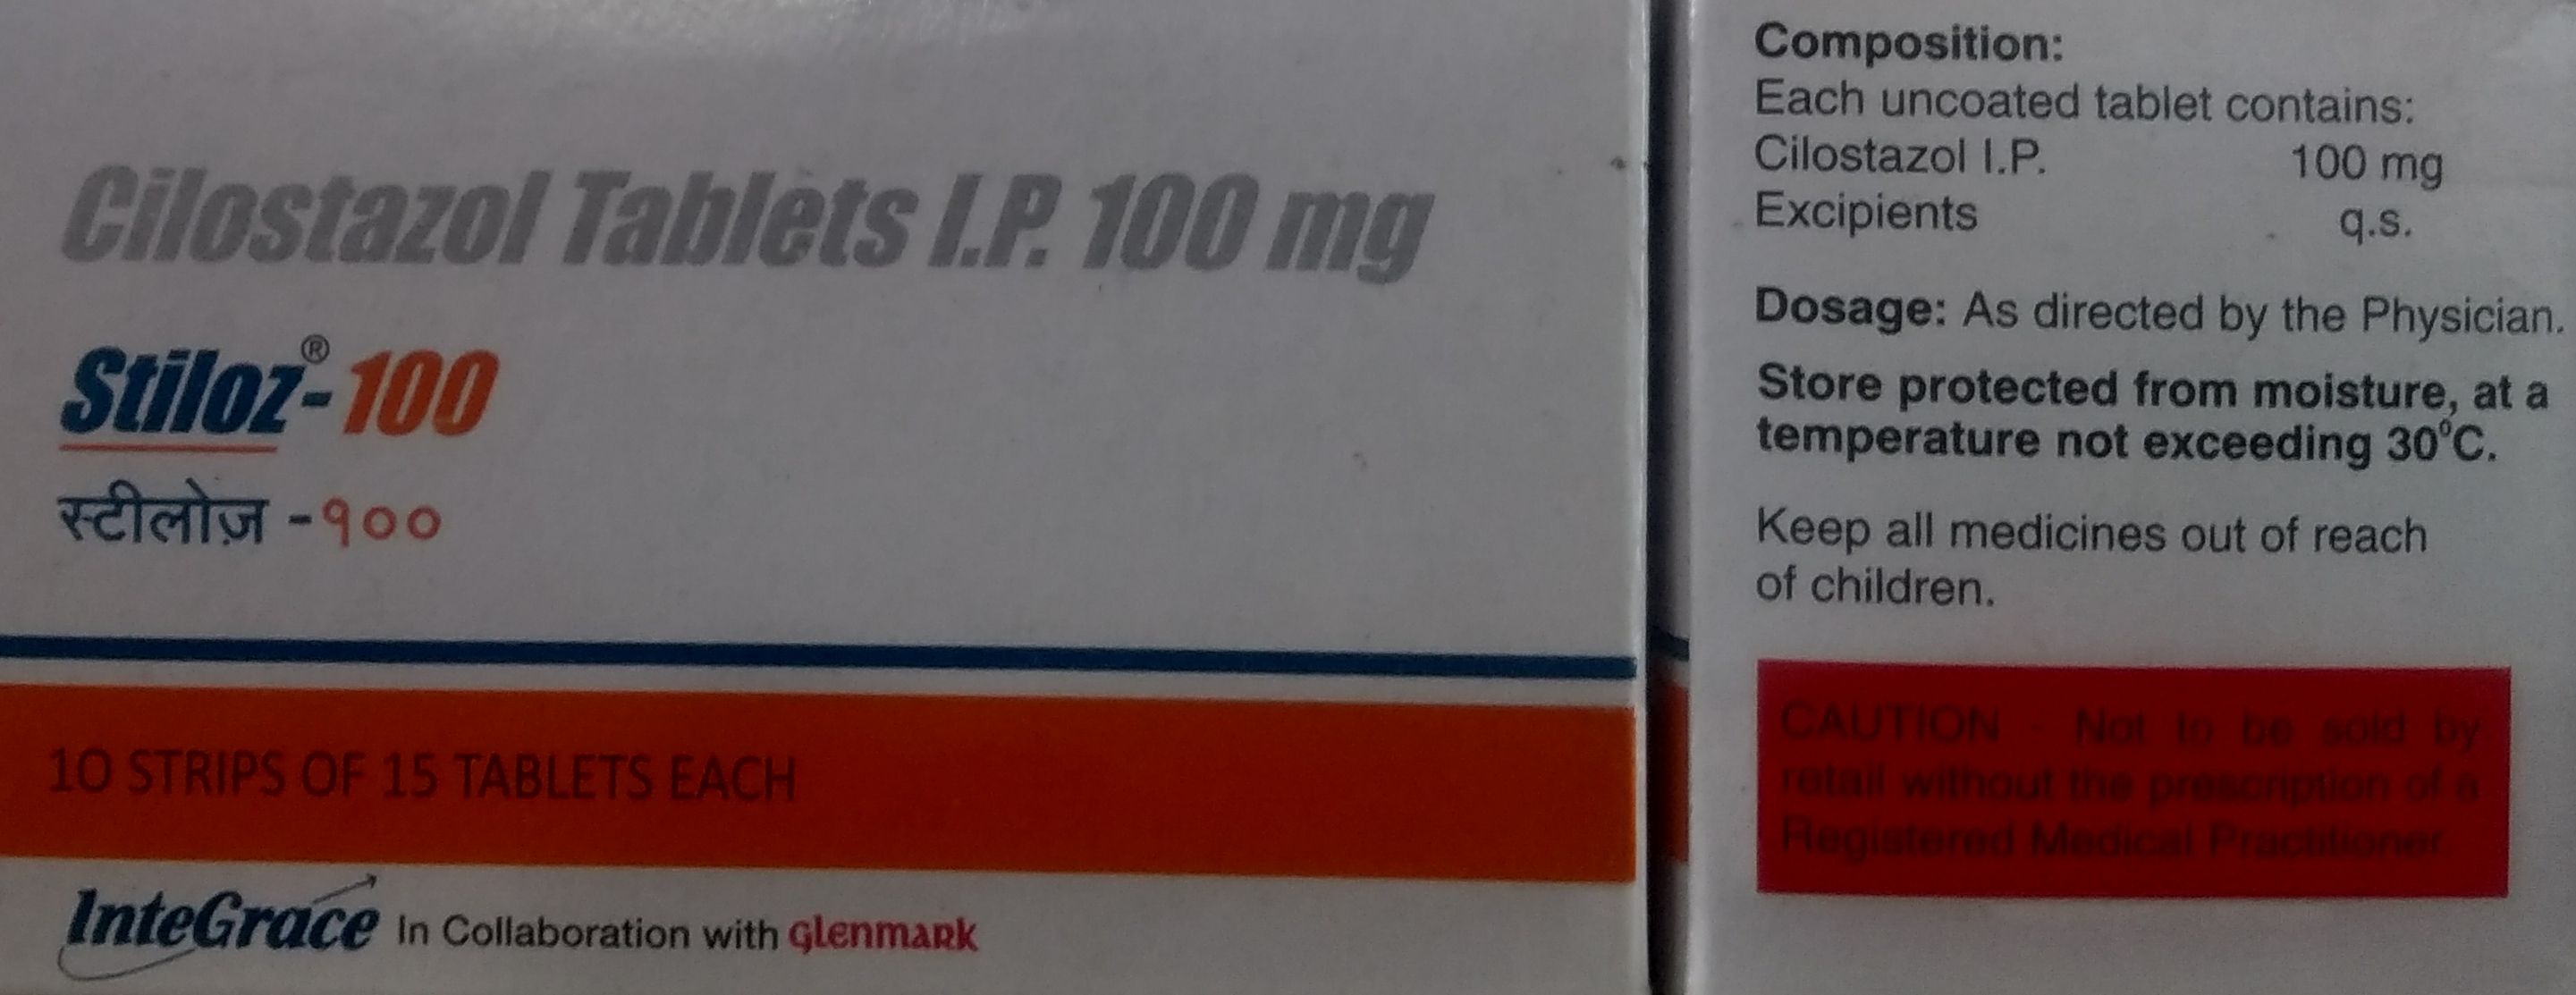 Cilostazol Tablets I.P. 100 mg
Stiloz®-100
स्टीलोज़ -१००
10 STRIPS OF 15 TABLETS EACH
InteGrace In Collaboration with glenmark
Composition:
Each uncoated tablet contains:
Cilostazol I.P. 100 mg
Excipients q.s.
Dosage: As directed by the Physician.
Store protected from moisture, at a
temperature not exceeding 30°C.
Keep all medicines out of reach
of children.
CAUTION - Not to be sold by
retail without the prescription of a
Registered Medical Practitioner.